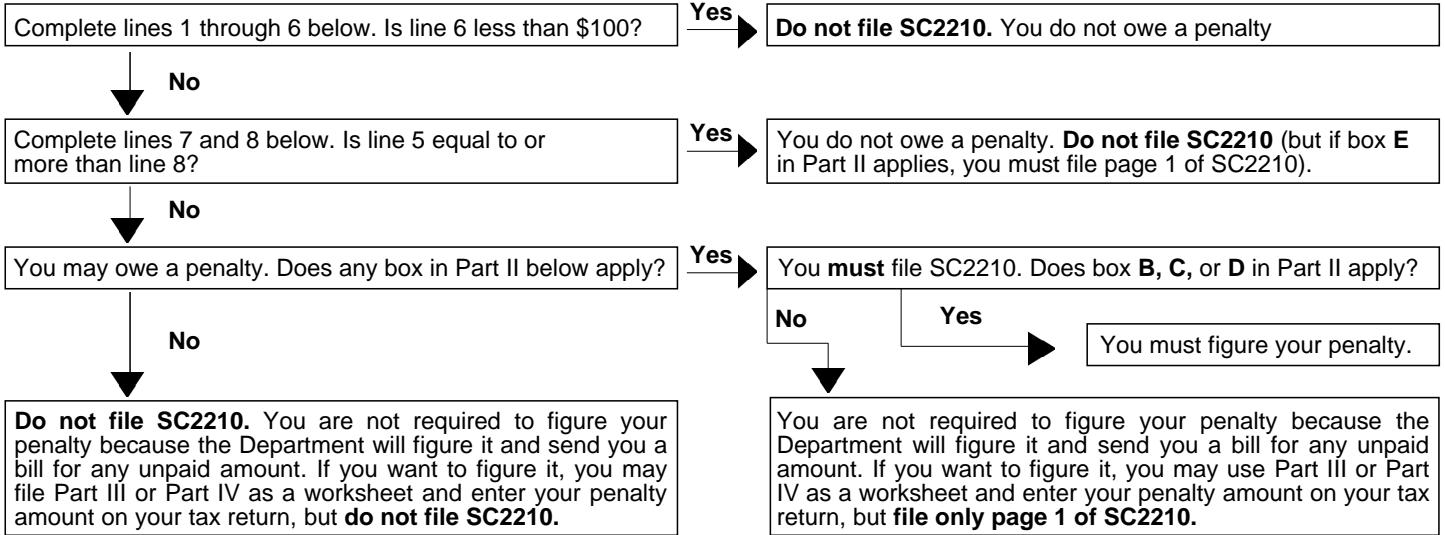 Complete lines 1 through 6 below. Is line 6 less than $100?
Yes
Do not file SC2210. You do not owe a penalty
No
Complete lines 7 and 8 below. Is line 5 equal to or
more than line 8?
Yes
You do not owe a penalty. Do not file SC2210 (but if box E
in Part II applies, you must file page 1 of SC2210).
No
You may owe a penalty. Does any box in Part II below apply?
Yes
You must file SC2210. Does box B, C, or D in Part II apply?
No
No
Yes
You must figure your penalty.
Do not file SC2210. You are not required to figure your
penalty because the Department will figure it and send you a
bill for any unpaid amount. If you want to figure it, you may
file Part III or Part IV as a worksheet and enter your penalty
amount on your tax return, but do not file SC2210.
You are not required to figure your penalty because the
Department will figure it and send you a bill for any unpaid
amount. If you want to figure it, you may use Part III or Part
IV as a worksheet and enter your penalty amount on your tax
return, but file only page 1 of SC2210.